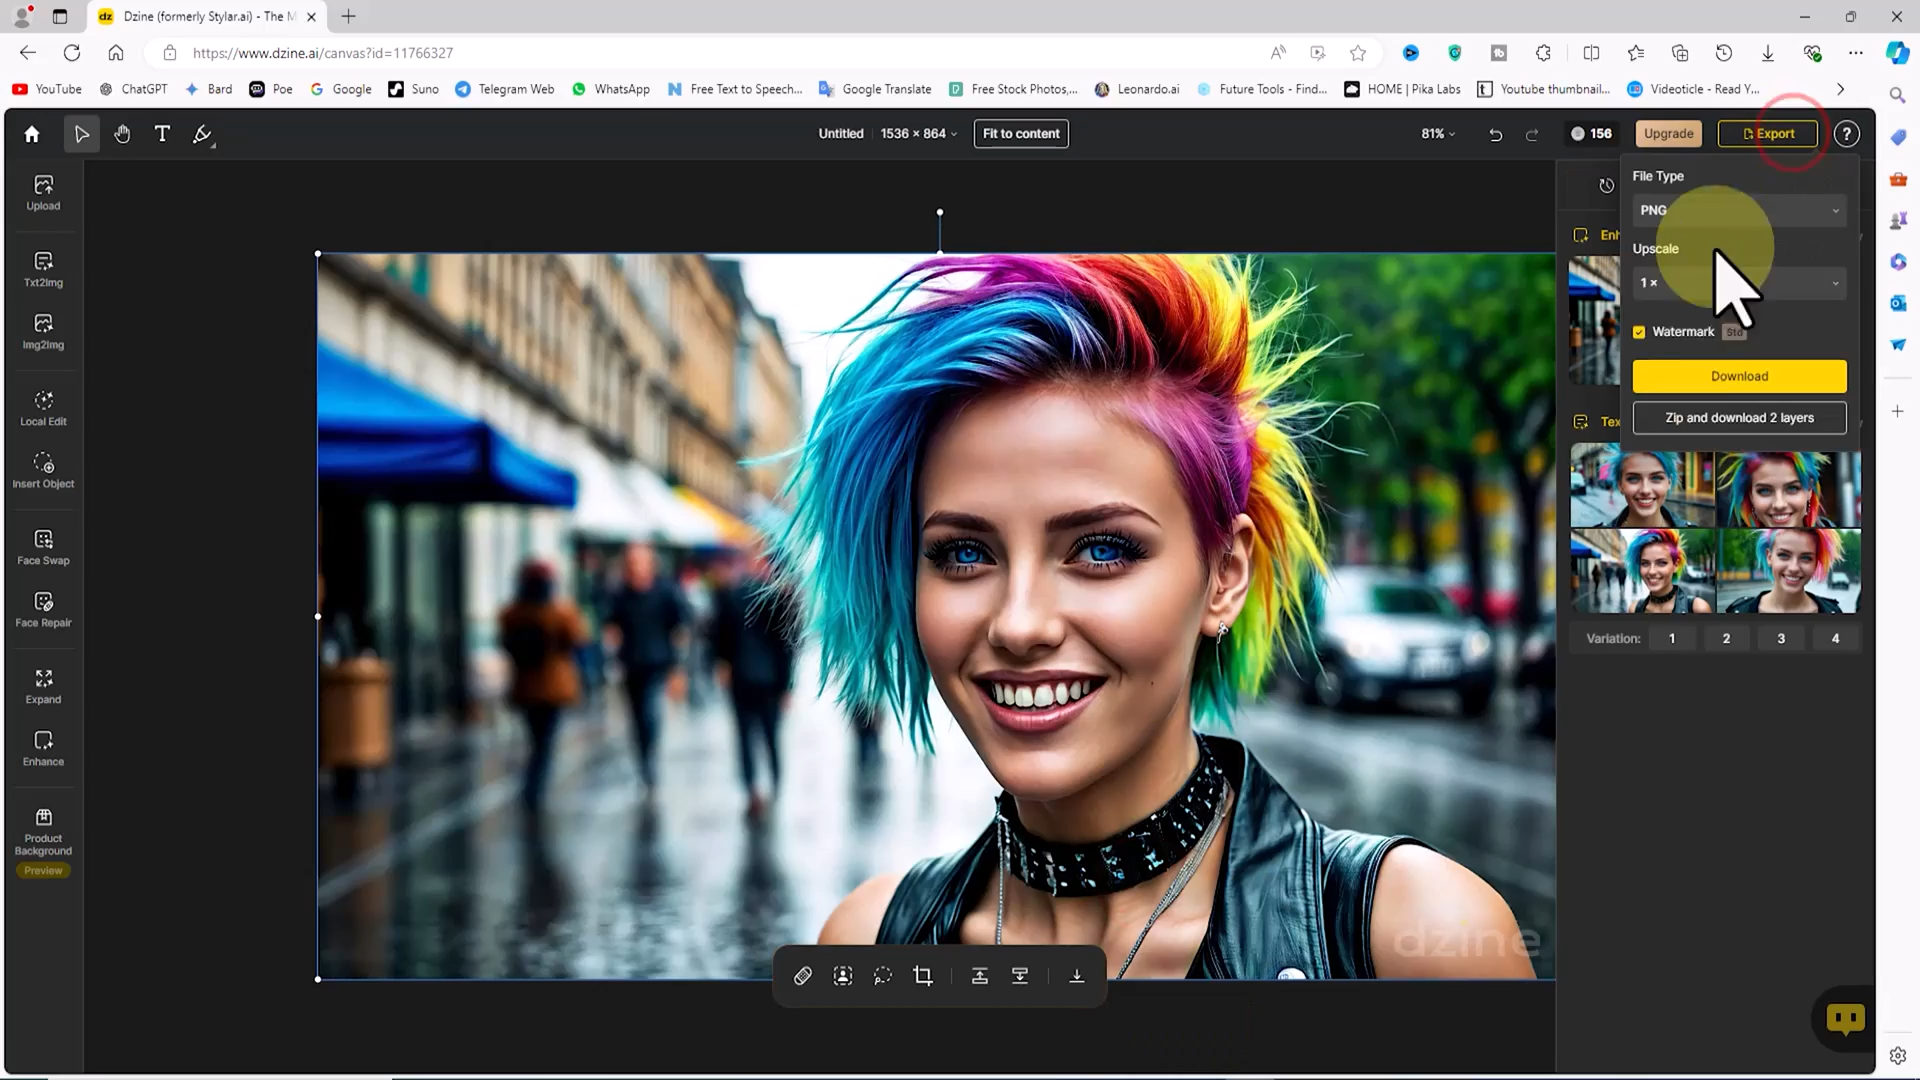 Dzine (formerly Stylar.ai) - The M
https://www.dzine.ai/canvas?id=11766327
YouTube ChatGPT Bard Poe Google Suno Telegram Web WhatsApp Free Text to Speech... Google Translate Free Stock Photos,... Leonardo.ai Future Tools - Find... HOME | Pika Labs Youtube thumbnail... Videoticle - Read Y...
Untitled 1536 × 864 Fit to content 81% 156 Upgrade Export ?
File Type
PNG
Upscale
1 ×
Watermark Std
Download
Zip and download 2 layers
Upload
Txt2Img
Img2Img
Local Edit
Insert Object
Face Swap
Face Repair
Expand
Enhance
Product
Background
Preview
Enh
Tex
Variation: 1 2 3 4
dzine